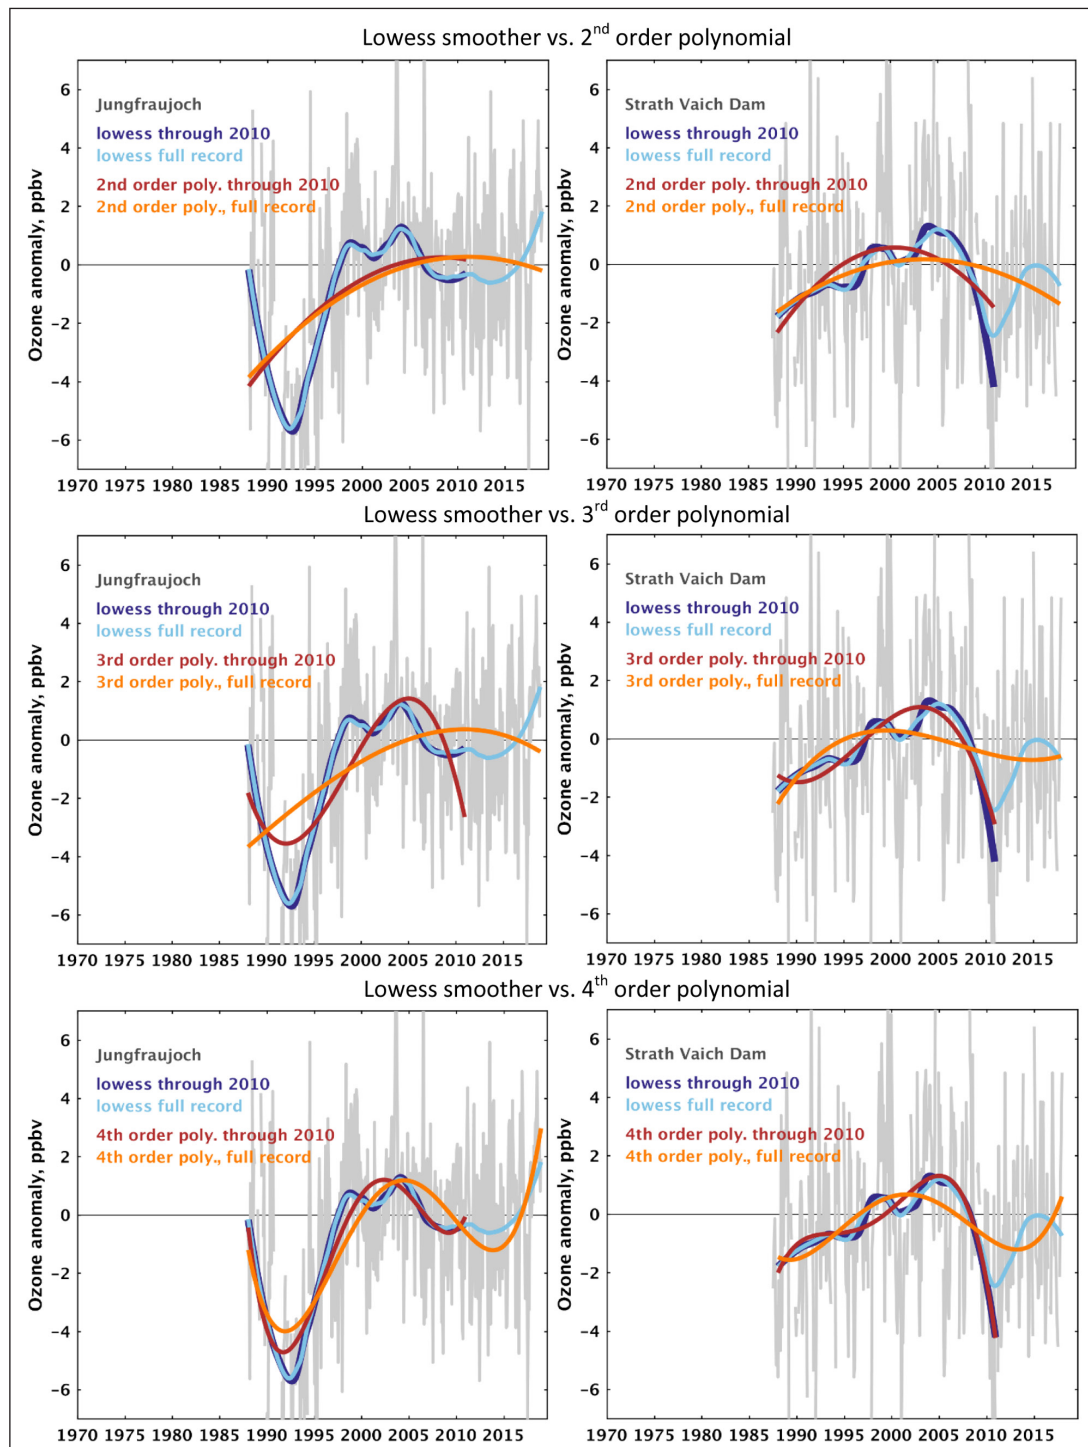 Lowess smoother vs. 2nd order polynomial
6
4
2
0
−2
−4
−6
Ozone anomaly, ppbv
Jungfraujoch
lowess through 2010
lowess full record
2nd order poly. through 2010
2nd order poly., full record
1970 1975 1980 1985 1990 1995 2000 2005 2010 2015
6
4
2
0
−2
−4
−6
Ozone anomaly, ppbv
Strath Vaich Dam
lowess through 2010
lowess full record
2nd order poly. through 2010
2nd order poly., full record
1970 1975 1980 1985 1990 1995 2000 2005 2010 2015
Lowess smoother vs. 3rd order polynomial
6
4
2
0
−2
−4
−6
Ozone anomaly, ppbv
Jungfraujoch
lowess through 2010
lowess full record
3rd order poly. through 2010
3rd order poly., full record
1970 1975 1980 1985 1990 1995 2000 2005 2010 2015
6
4
2
0
−2
−4
−6
Ozone anomaly, ppbv
Strath Vaich Dam
lowess through 2010
lowess full record
3rd order poly. through 2010
3rd order poly., full record
1970 1975 1980 1985 1990 1995 2000 2005 2010 2015
Lowess smoother vs. 4th order polynomial
6
4
2
0
−2
−4
−6
Ozone anomaly, ppbv
Jungfraujoch
lowess through 2010
lowess full record
4th order poly. through 2010
4th order poly., full record
1970 1975 1980 1985 1990 1995 2000 2005 2010 2015
6
4
2
0
−2
−4
−6
Ozone anomaly, ppbv
Strath Vaich Dam
lowess through 2010
lowess full record
4th order poly. through 2010
4th order poly., full record
1970 1975 1980 1985 1990 1995 2000 2005 2010 2015